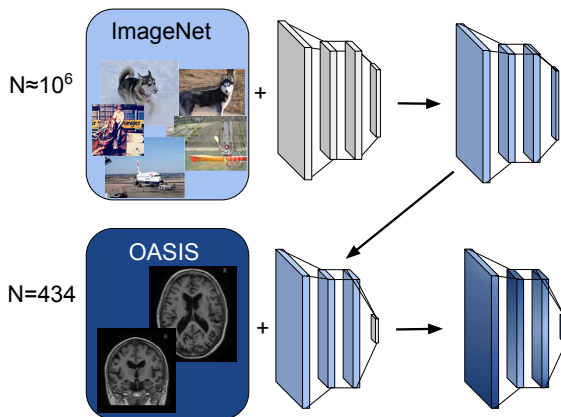 ImageNet
N≈10⁶
+
OASIS
R
N=434
+
R